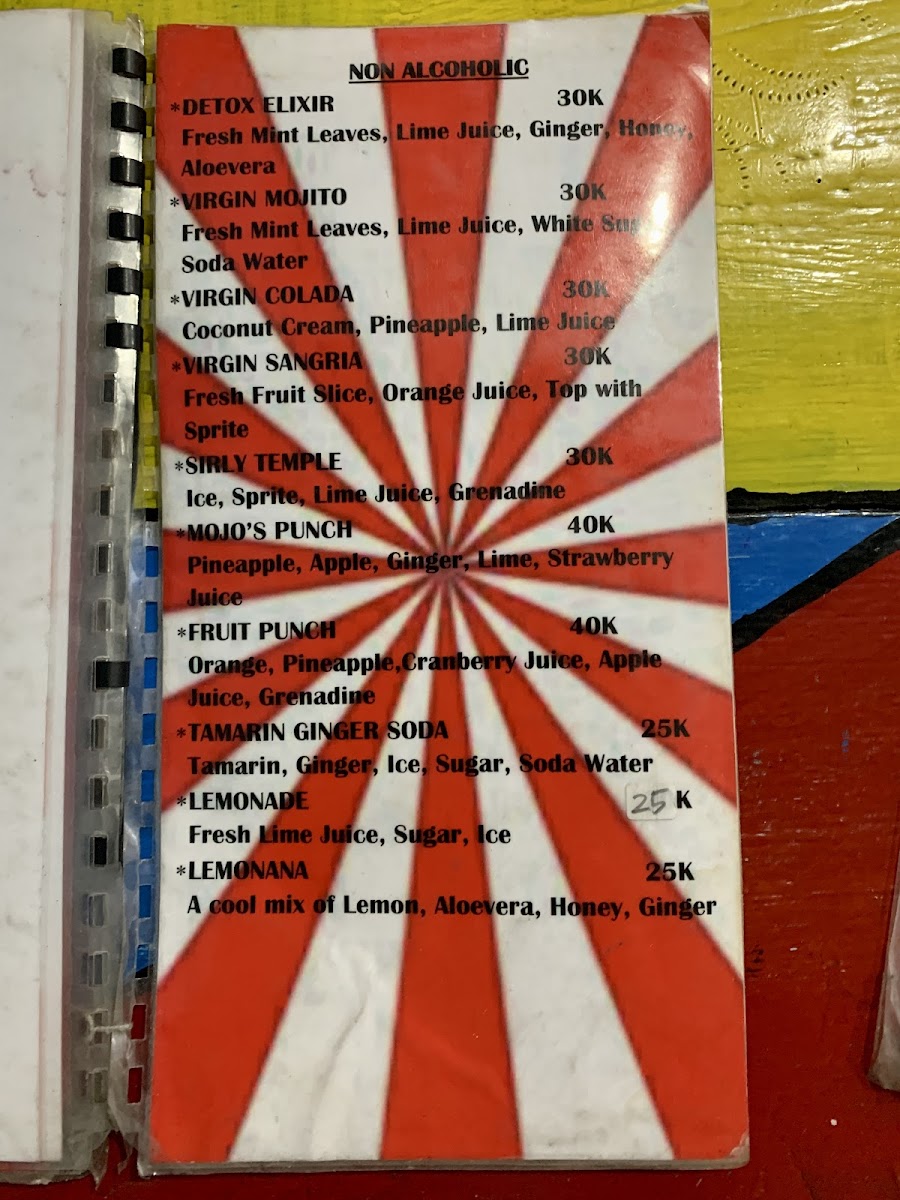 NON ALCOHOLIC
*DETOX ELIXIR 30K
Fresh Mint Leaves, Lime Juice, Ginger, Honey,
Aloevera
*VIRGIN MOJITO 30K
Fresh Mint Leaves, Lime Juice, White
Soda Water
*VIRGIN COLADA 30K
Coconut Cream, Pineapple, Lime Juice
*VIRGIN SANGRIA 30K
Fresh Fruit Slice, Orange Juice, Top with
Sprite
*SIRLY TEMPLE 30K
Ice, Sprite, Lime Juice, Grenadine
*MOJO'S PUNCH 40K
Pineapple, Apple, Ginger, Lime, Strawberry
Juice
*FRUIT PUNCH 40K
Orange, Pineapple,Cranberry Juice, Apple
Juice, Grenadine
*TAMARIN GINGER SODA 25K
Tamarin, Ginger, Ice, Sugar, Soda Water
*LEMONADE 25 K
Fresh Lime Juice, Sugar, Ice
*LEMONANA 25K
A cool mix of Lemon, Aloevera, Honey, Ginger